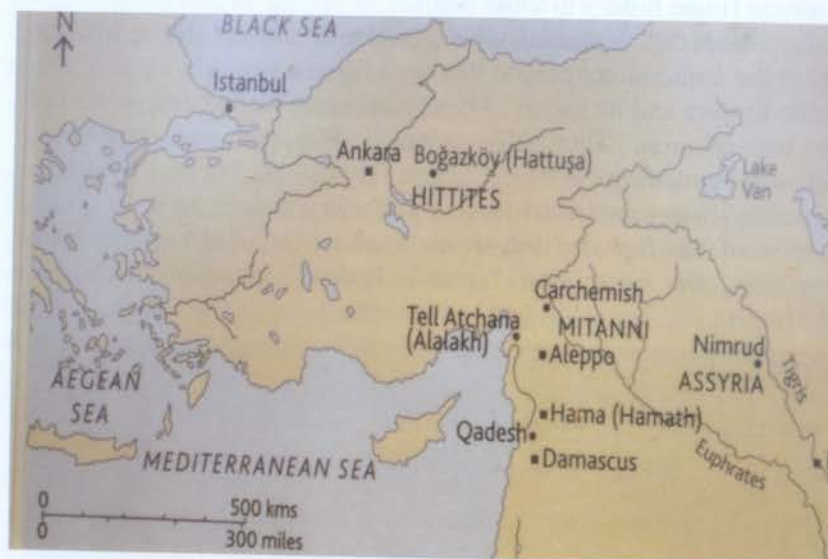 N
BLACK SEA
Istanbul
Ankara
Boğazköy (Hattuşa)
HITTITES
Lake
Van
Carchemish
Tell Atchana
(Alalakh)
MITANNI
Aleppo
Nimrud
ASSYRIA
Tigris
AEGEAN
SEA
Hama (Hamath)
Qadesh
Damascus
Euphrates
MEDITERRANEAN SEA
0 500 kms
0 300 miles